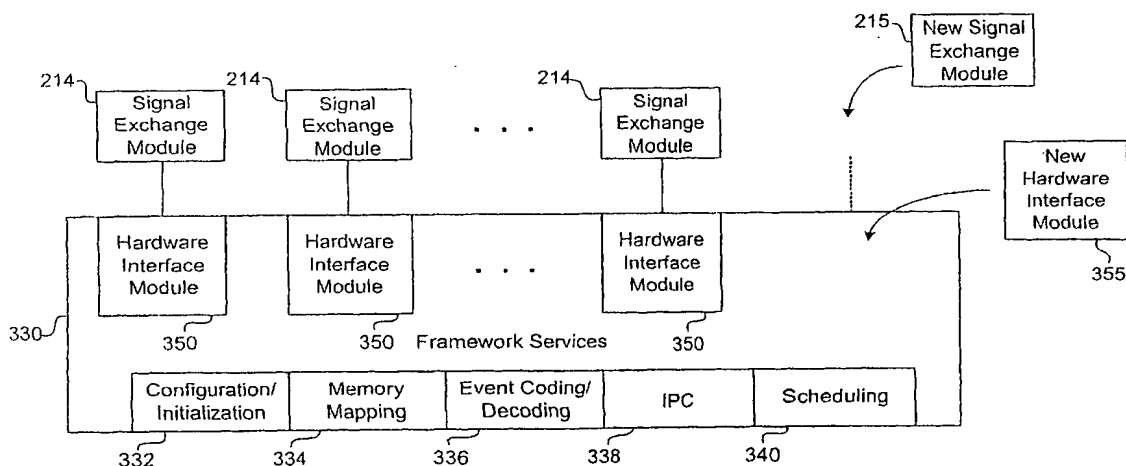 215
New Signal
Exchange
Module
214
Signal
Exchange
Module
214
Signal
Exchange
Module
. . .
214
Signal
Exchange
Module
New
Hardware
Interface
Module
355
Hardware
Interface
Module
350
Hardware
Interface
Module
350
. . .
Hardware
Interface
Module
350
330
Framework Services
Configuration/
Initialization
332
Memory
Mapping
334
Event Coding/
Decoding
336
IPC
338
Scheduling
340